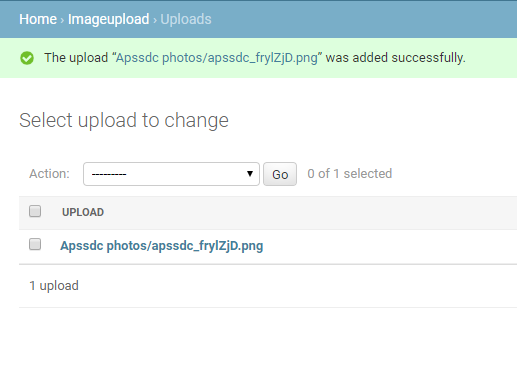 Home › Imageupload › Uploads
The upload “Apssdc photos/apssdc_frylZjD.png” was added successfully.
Select upload to change
Action: --------- Go 0 of 1 selected
UPLOAD
Apssdc photos/apssdc_frylZjD.png
1 upload